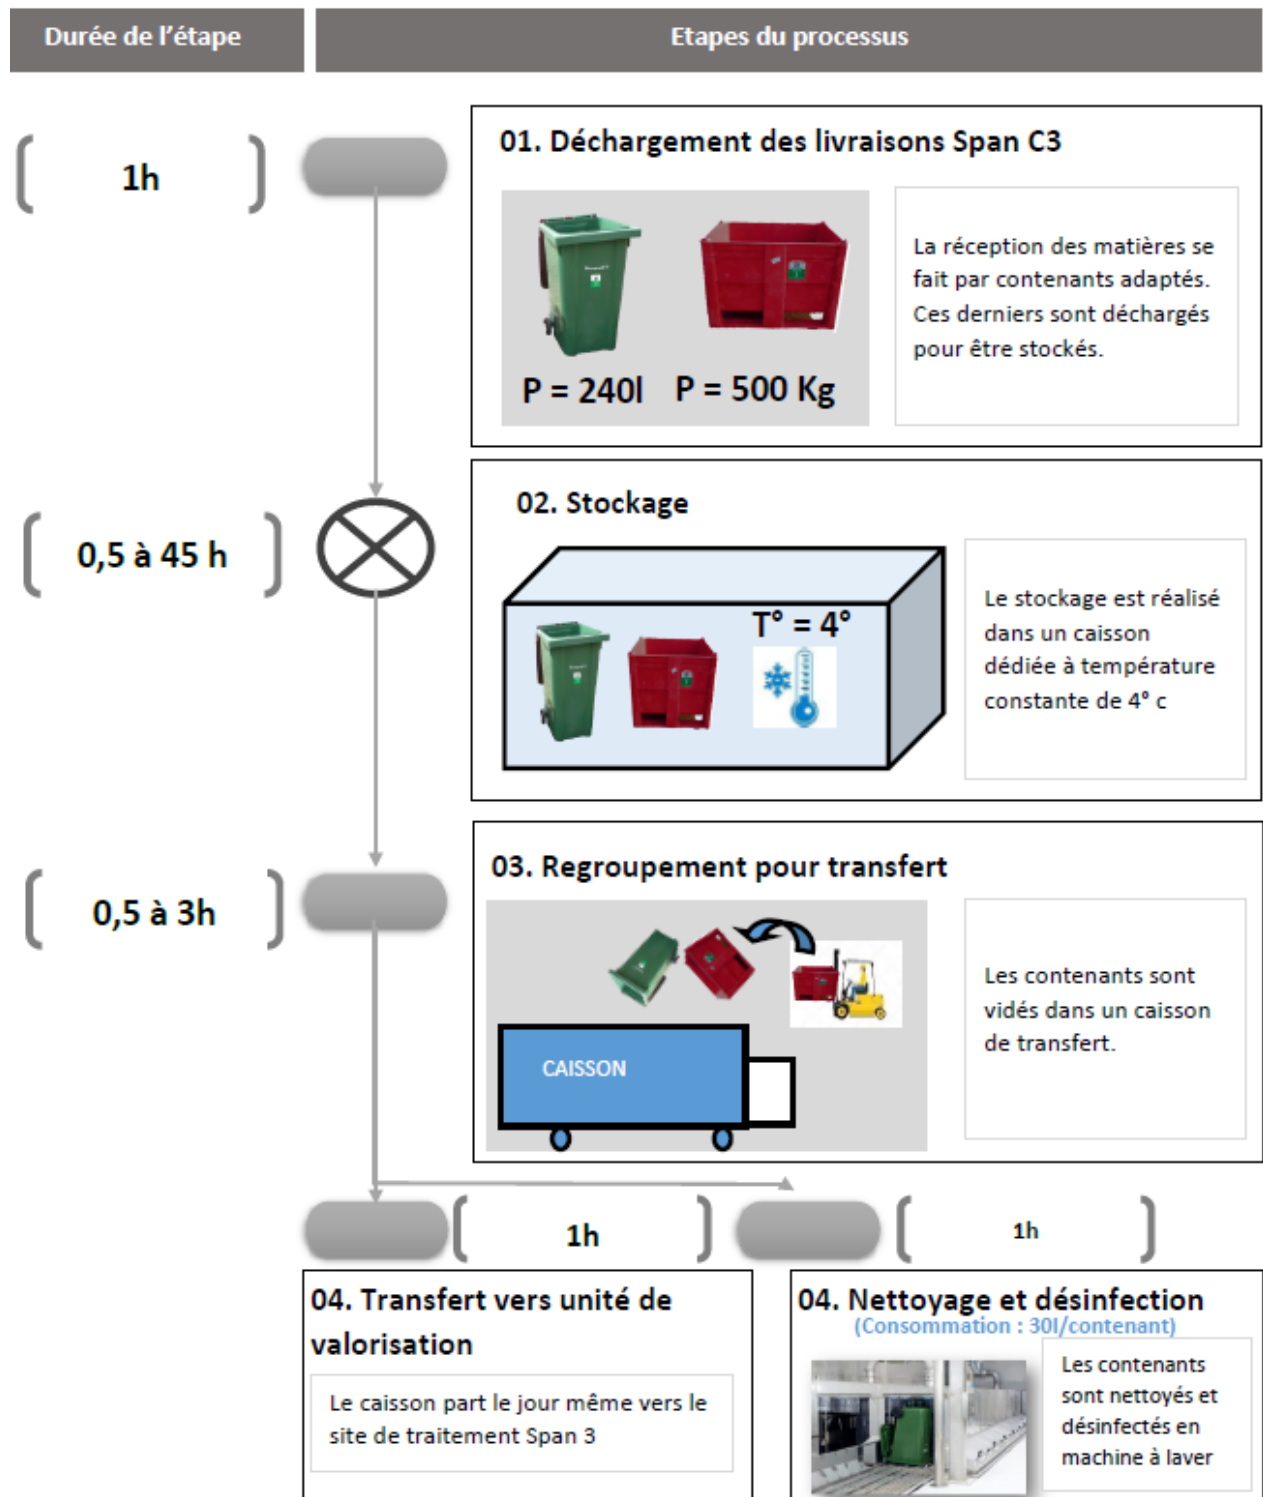 Durée de l'étape
Etapes du processus
1h
01. Déchargement des livraisons Span C3
P = 240l
P = 500 Kg
La réception des matières se
fait par contenants adaptés.
Ces derniers sont déchargés
pour être stockés.
0,5 à 45 h
02. Stockage
T° = 4°
Le stockage est réalisé
dans un caisson
dédiée à température
constante de 4° c
0,5 à 3h
03. Regroupement pour transfert
CAISSON
Les contenants sont
vidés dans un caisson
de transfert.
1h
1h
04. Transfert vers unité de
valorisation
Le caisson part le jour même vers le
site de traitement Span 3
04. Nettoyage et désinfection
(Consommation : 30l/contenant)
Les contenants
sont nettoyés et
désinfectés en
machine à laver